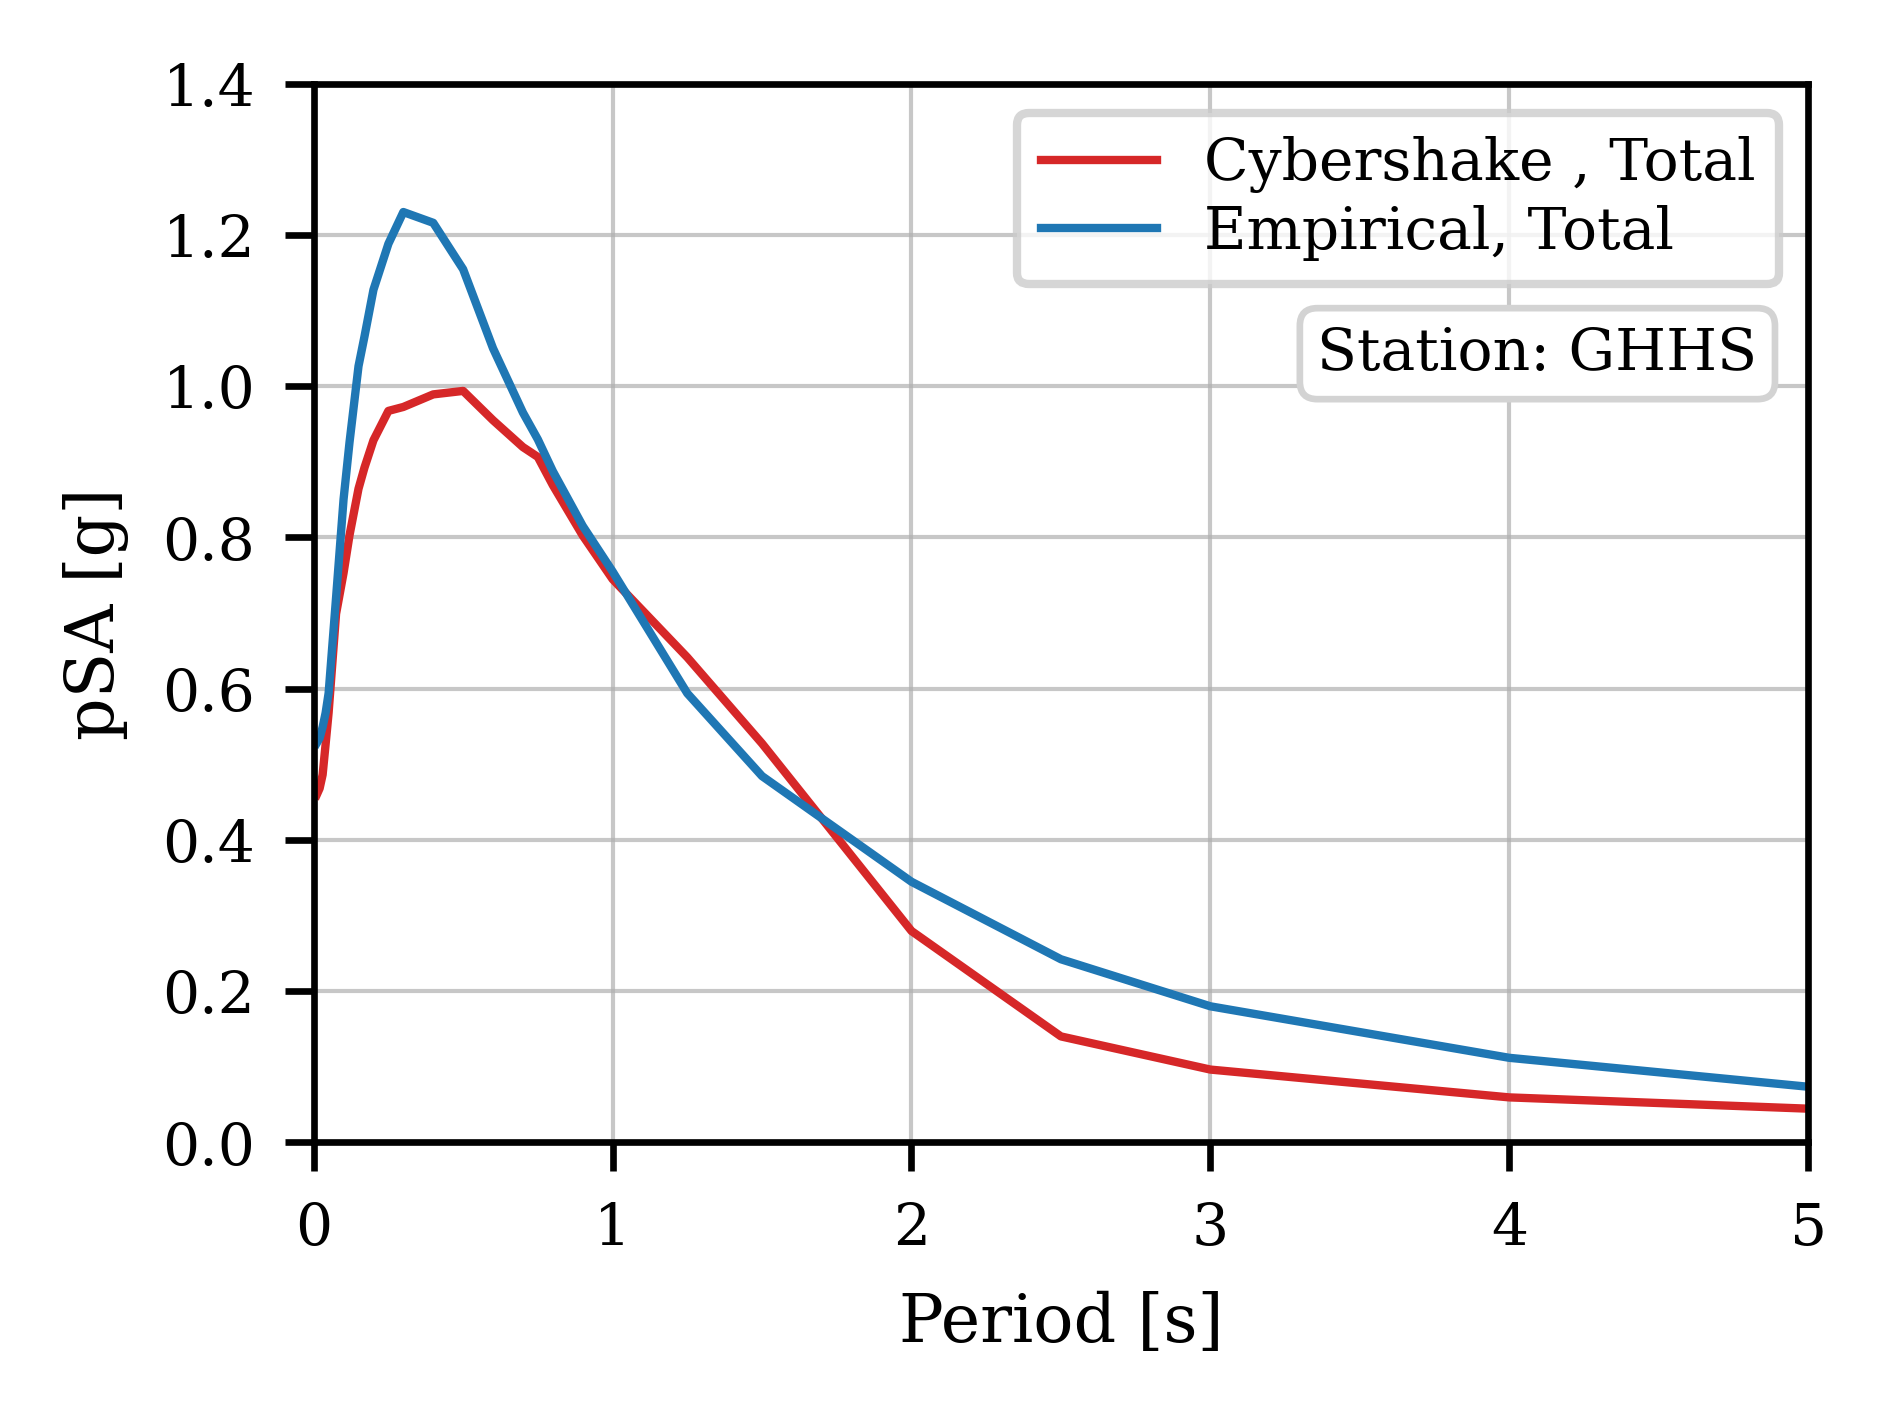 1.4
1.2
1.0
0.8
0.6
0.4
0.2
0.0
pSA [g]
Cybershake , Total
Empirical, Total
Station: GHHS
0 1 2 3 4 5
Period [s]